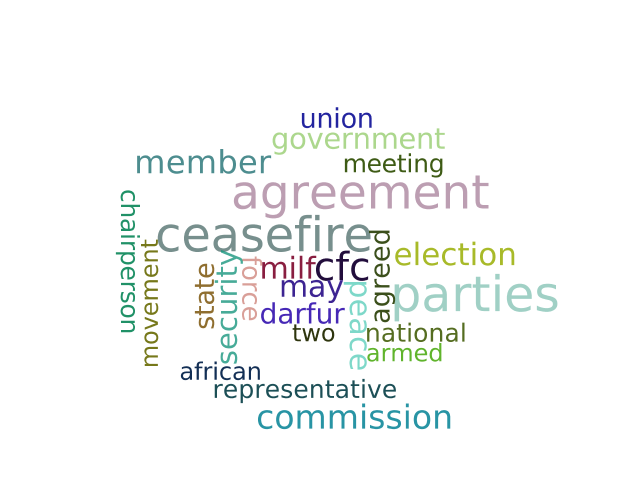 union
government
member
meeting
agreement
chairperson
ceasefire
movement
state
security
force
milf
cfc
agreed
election
may
peace
parties
darfur
two
national
armed
african
representative
commission